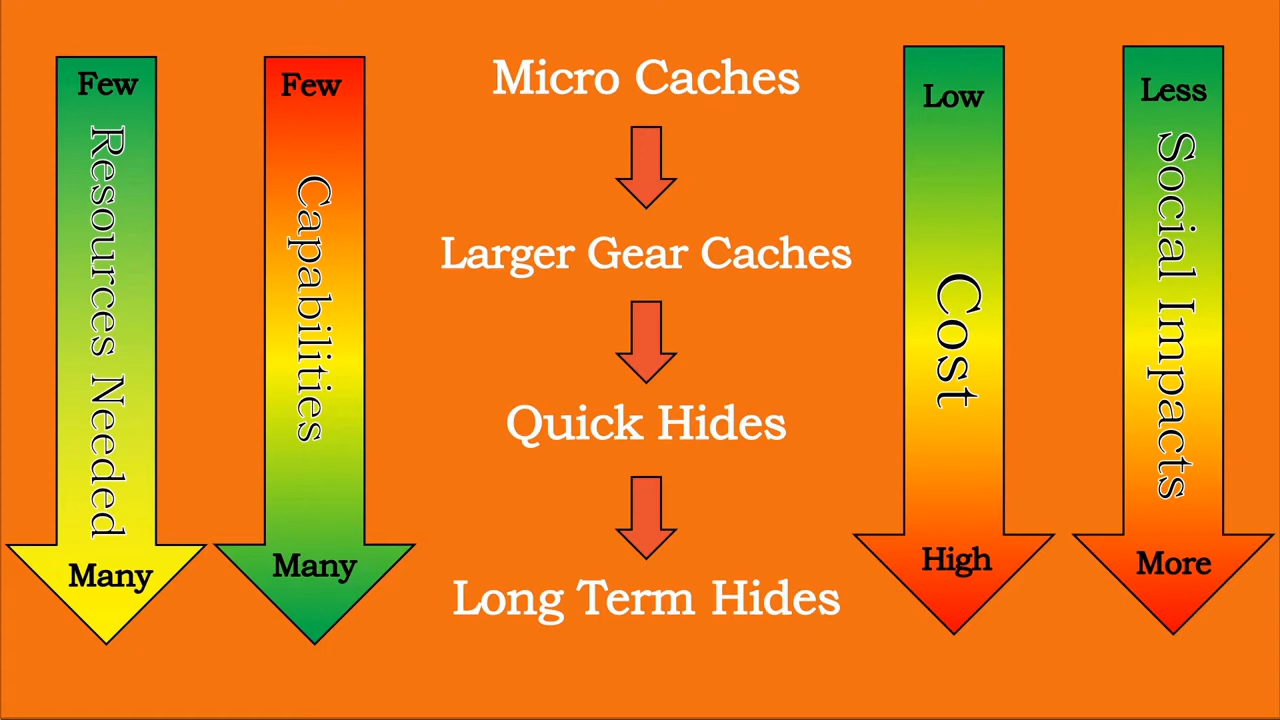 Few
Resources Needed
Many
Few
Capabilities
Many
Micro Caches
Larger Gear Caches
Quick Hides
Long Term Hides
Low
Cost
High
Less
Social Impacts
More